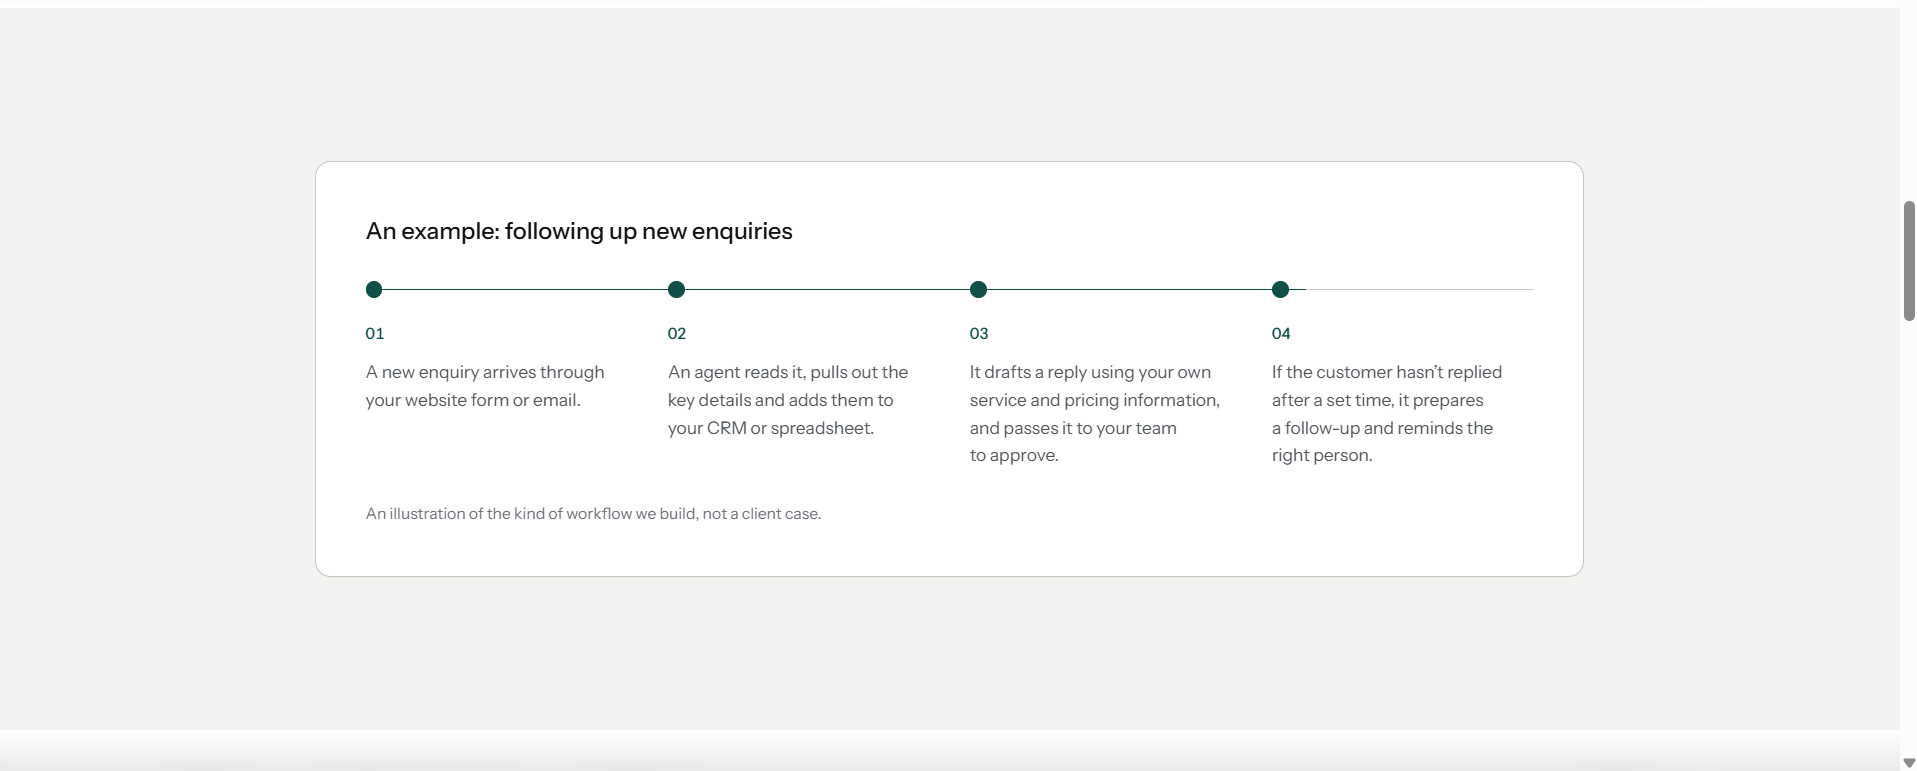 An example: following up new enquiries
01
A new enquiry arrives through
your website form or email.
02
An agent reads it, pulls out the
key details and adds them to
your CRM or spreadsheet.
03
It drafts a reply using your own
service and pricing information,
and passes it to your team
to approve.
04
If the customer hasn’t replied
after a set time, it prepares
a follow-up and reminds the
right person.
An illustration of the kind of workflow we build, not a client case.